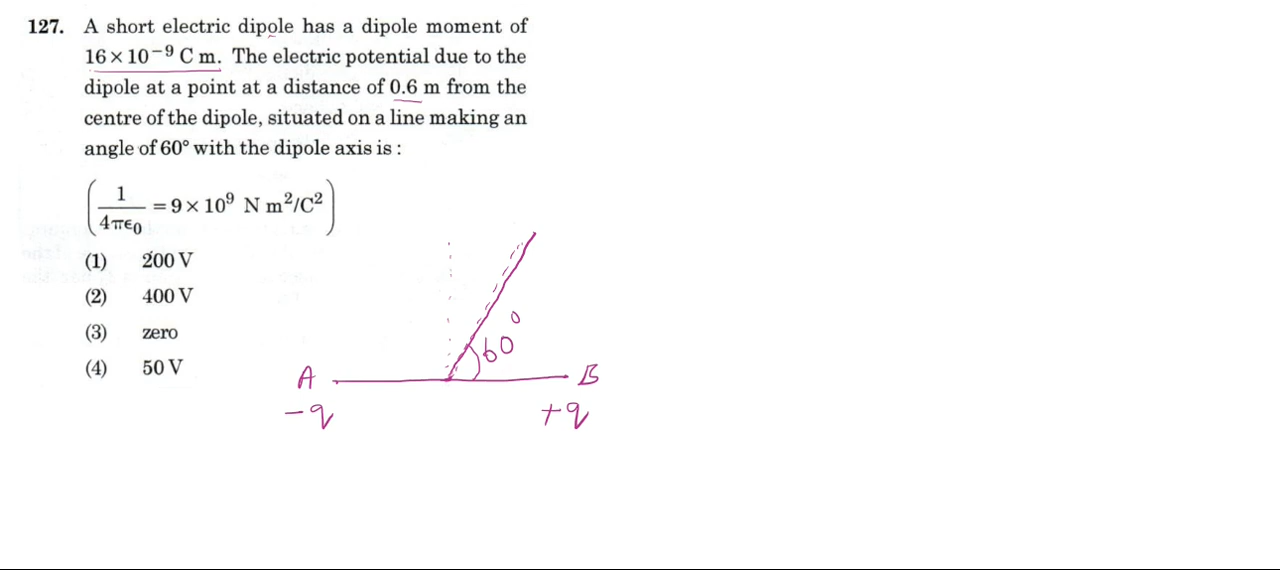 127. A short electric dipole has a dipole moment of
16 × 10⁻⁹ C m. The electric potential due to the
dipole at a point at a distance of 0.6 m from the
centre of the dipole, situated on a line making an
angle of 60° with the dipole axis is :
(1/4πϵ₀ = 9 × 10⁹ N m²/C²)
(1) 200 V
(2) 400 V
(3) zero
(4) 50 V
60°
A B
-q +q